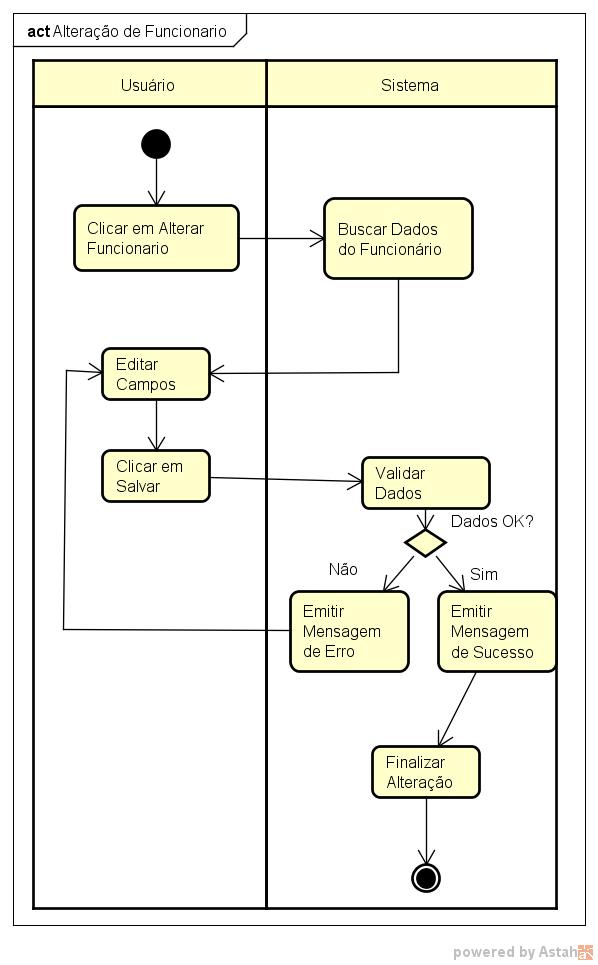 act Alteração de Funcionario
Usuário
Sistema
Clicar em Alterar
Funcionario
Buscar Dados
do Funcionário
Editar
Campos
Clicar em
Salvar
Validar
Dados
Dados OK?
Não
Sim
Emitir
Mensagem
de Erro
Emitir
Mensagem
de Sucesso
Finalizar
Alteração
powered by Astah